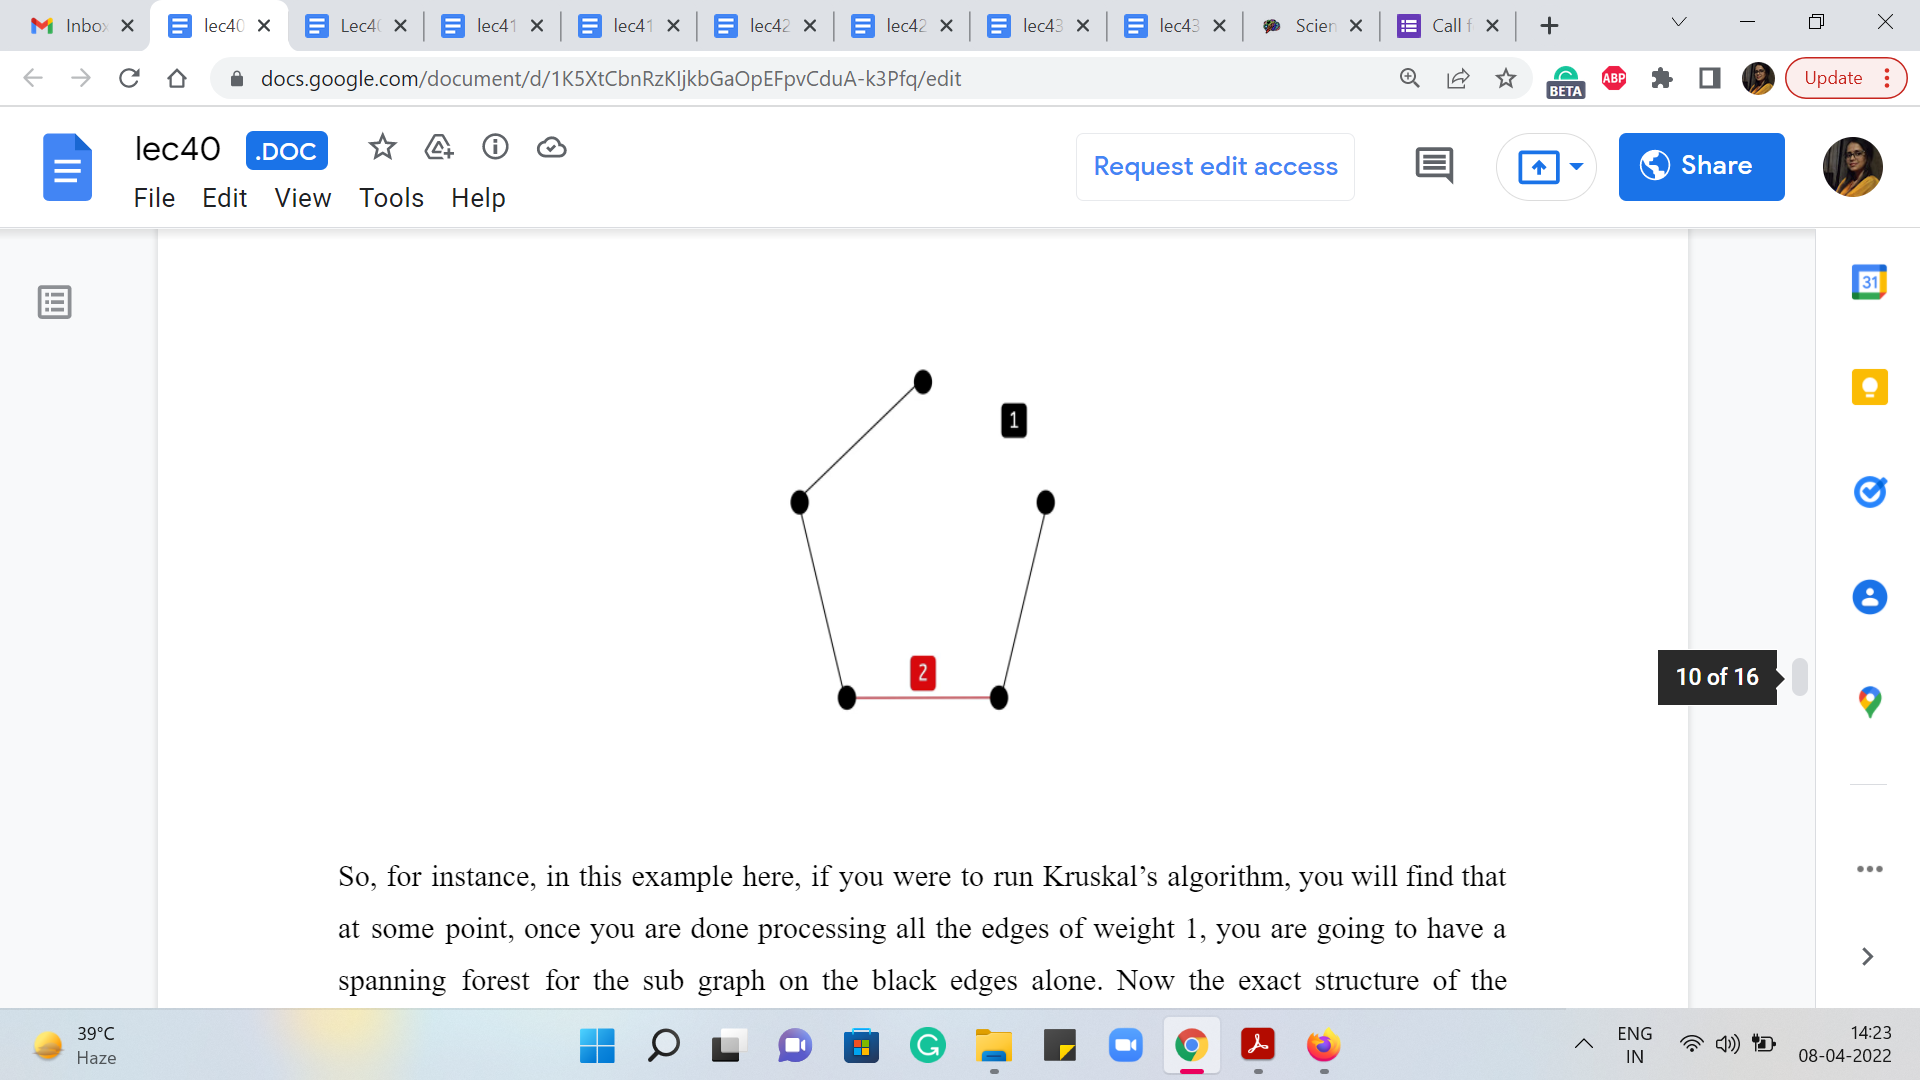 Inbo
lec40
Lec4
lec41
lec41
lec42
lec42
lec43
lec43
Scien
Call f
docs.google.com/document/d/1K5XtCbnRzKIjkbGaOpEFpvCduA-k3Pfq/edit
BETA
ABP
Update
lec40
.DOC
Request edit access
Share
File Edit View Tools Help
31
1
2
10 of 16
So, for instance, in this example here, if you were to run Kruskal's algorithm, you will find that
at some point, once you are done processing all the edges of weight 1, you are going to have a
spanning forest for the sub graph on the black edges alone. Now the exact structure of the
39°C
Haze
ENG
IN
14:23
08-04-2022